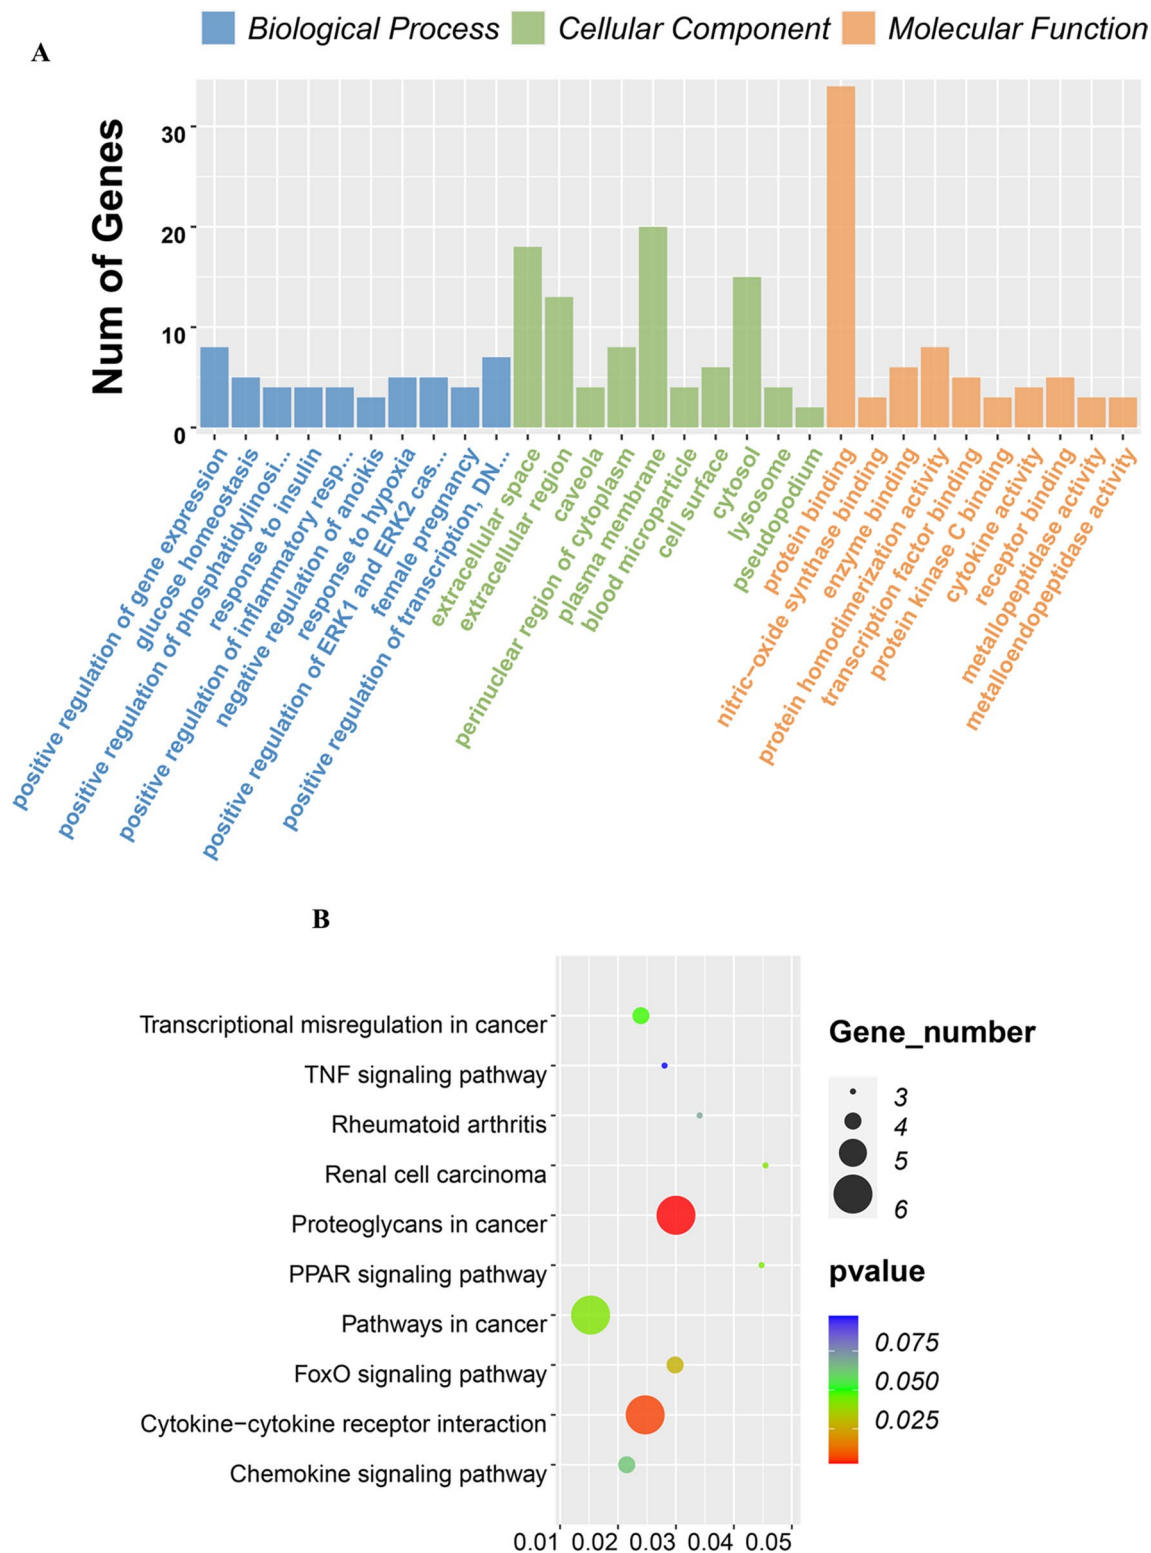 Biological Process Cellular Component Molecular Function
A
Num of Genes
30
20
10
0
positive regulation of gene expression
glucose homeostasis
positive regulation of phosphatidylinosi...
response to insulin
positive regulation of inflammatory resp...
negative regulation of anoikis
response to hypoxia
positive regulation of ERK1 and ERK2 cas...
female pregnancy
positive regulation of transcription, DN...
extracellular space
extracellular region
caveola
perinuclear region of cytoplasm
plasma membrane
blood microparticle
cell surface
cytosol
lysosome
pseudopodium
protein binding
nitric−oxide synthase binding
enzyme binding
protein homodimerization activity
transcription factor binding
protein kinase C binding
cytokine activity
receptor binding
metallopeptidase activity
metalloendopeptidase activity
B
Transcriptional misregulation in cancer
TNF signaling pathway
Rheumatoid arthritis
Renal cell carcinoma
Proteoglycans in cancer
PPAR signaling pathway
Pathways in cancer
FoxO signaling pathway
Cytokine−cytokine receptor interaction
Chemokine signaling pathway
0.01 0.02 0.03 0.04 0.05
Gene_number
3
4
5
6
pvalue
0.075
0.050
0.025